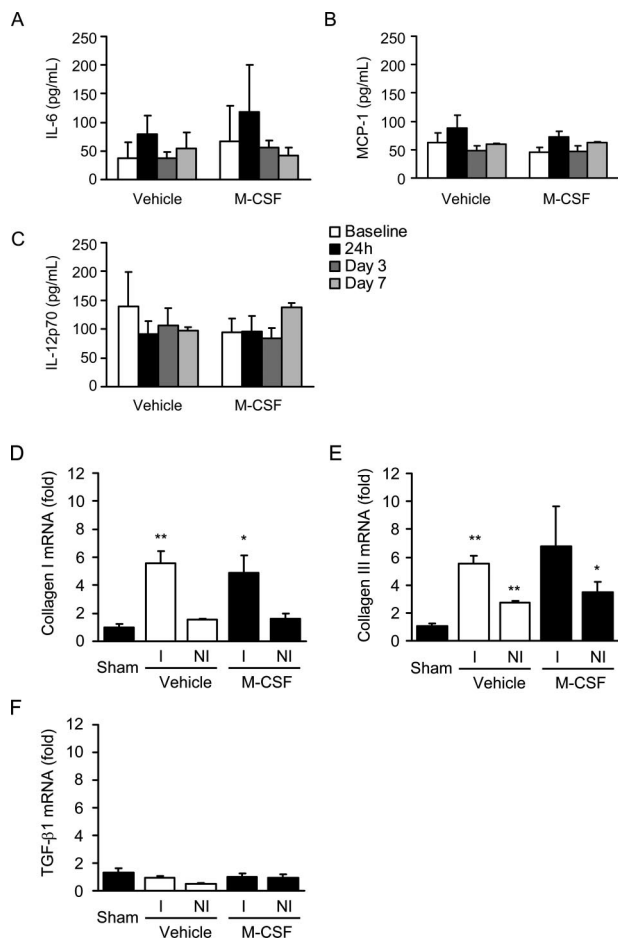 A
IL-6 (pg/mL)
250
200
150
100
50
0
Vehicle
M-CSF
B
MCP-1 (pg/mL)
250
200
150
100
50
0
Vehicle
M-CSF
C
IL-12p70 (pg/mL)
250
200
150
100
50
0
Vehicle
M-CSF
Baseline
24h
Day 3
Day 7
D
Collagen I mRNA (fold)
12
10
8
6
4
2
0
**
*
Sham
I
NI
I
NI
Vehicle
M-CSF
E
Collagen III mRNA (fold)
12
10
8
6
4
2
0
**
**
*
Sham
I
NI
I
NI
Vehicle
M-CSF
F
TGF-β1 mRNA (fold)
12
10
8
6
4
2
0
Sham
I
NI
I
NI
Vehicle
M-CSF